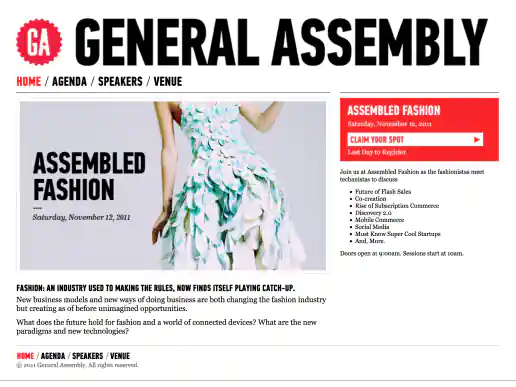 GA GENERAL ASSEMBLY
HOME / AGENDA / SPEAKERS / VENUE
ASSEMBLED
FASHION
Saturday, November 12, 2011
FASHION: AN INDUSTRY USED TO MAKING THE RULES, NOW FINDS ITSELF PLAYING CATCH-UP.
New business models and new ways of doing business are both changing the fashion industry
but creating as of before unimagined opportunities.
What does the future hold for fashion and a world of connected devices? What are the new
paradigms and new technologies?
ASSEMBLED FASHION
Saturday, November 12, 2011
CLAIM YOUR SPOT
Last Day to Register
Join us at Assembled Fashion as the fashionistas meet
techanistas to discuss
Future of Flash Sales
Co-creation
Rise of Subscription Commerce
Discovery 2.0
Mobile Commerce
Social Media
Must Know Super Cool Startups
And, More.
Doors open at 9:00am. Sessions start at 10am.
HOME / AGENDA / SPEAKERS / VENUE
© 2011 General Assembly. All rights reserved.